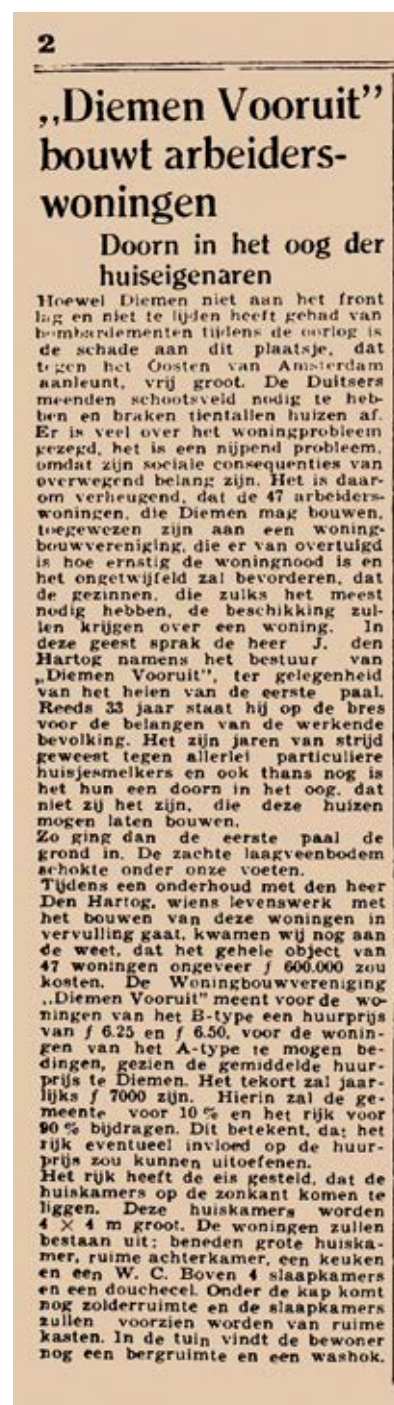 2
„Diemen Vooruit”
bouwt arbeiders-
woningen
Doorn in het oog der
huiseigenaren
Hoewel Diemen niet aan het front
lag en niet te lijden heeft gehad van
bombardementen tijdens de oorlog is
de schade aan dit plaatsje, dat
tegen het Oosten van Amsterdam
aanleunt, vrij groot. De Duitsers
meenden schootsveld nodig te heb-
ben en braken tientallen huizen af.
Er is veel over het woningprobleem
gezegd, het is een nijpend probleem,
omdat zijn sociale consequenties van
overwegend belang zijn. Het is daar-
om verheugend, dat de 47 arbeiders-
woningen, die Diemen mag bouwen,
toegewezen zijn aan een woning-
bouwvereniging, die er van overtuigd
is hoe ernstig de woningnood is en
het ongetwijfeld zal bevorderen, dat
de gezinnen, die zulks het meest
nodig hebben, de beschikking zul-
len krijgen over een woning. In
deze geest sprak de heer J. den
Hartog namens het bestuur van
„Diemen Vooruit”, ter gelegenheid
van het heien van de eerste paal.
Reeds 33 jaar staat hij op de bres
voor de belangen van de werkende
bevolking. Het zijn jaren van strijd
geweest tegen allerlei particuliere
huisjesmelkers en ook thans nog is
het hun een doorn in het oog, dat
niet zij het zijn, die deze huizen
mogen laten bouwen.
Zo ging dan de eerste paal de
grond in. De zachte laagveenbodem
schokte onder onze voeten.
Tijdens een onderhoud met den heer
Den Hartog, wiens levenswerk met
het bouwen van deze woningen in
vervulling gaat, kwamen wij nog aan
de weet, dat het gehele object van
47 woningen ongeveer ƒ 600.000 zou
kosten. De Woningbouwvereniging
„Diemen Vooruit” meent voor de wo-
ningen van het B-type een huurprijs
van ƒ 6.25 en ƒ 6.50, voor de wonin-
gen van het A-type te mogen be-
dingen, gezien de gemiddelde huur-
prijs te Diemen. Het tekort zal jaar-
lijks ƒ 7000 zijn. Hierin zal de ge-
meente voor 10 % en het rijk voor
90 % bijdragen. Dit betekent, dat het
rijk eventueel invloed op de huur-
prijs zou kunnen uitoefenen.
Het rijk heeft de eis gesteld, dat de
huiskamers op de zonkant komen te
liggen. Deze huiskamers worden
4 × 4 m groot. De woningen zullen
bestaan uit: beneden grote huiska-
mer, ruime achterkamer, een keuken
en een W. C. Boven 4 slaapkamers
en een douchecel. Onder de kap komt
nog zolderruimte en de slaapkamers
zullen voorzien worden van ruime
kasten. In de tuin vindt de bewoner
nog een bergruimte en een washok.